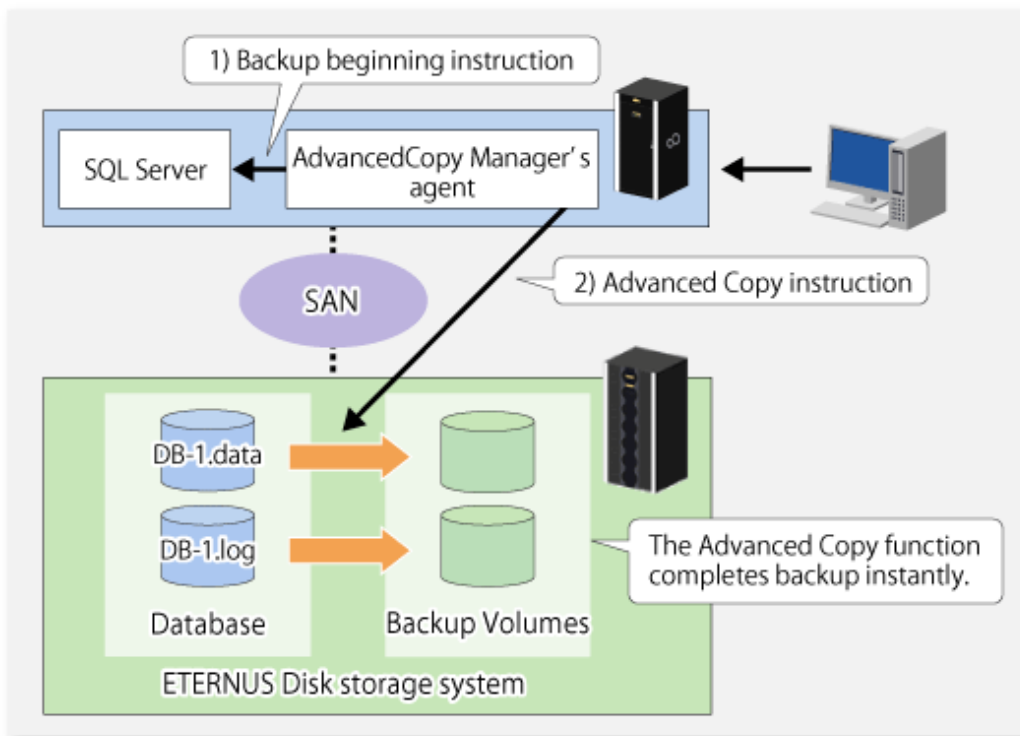 1) Backup beginning instruction
SQL Server
AdvancedCopy Manager's
agent
SAN
2) Advanced Copy instruction
DB-1.data
DB-1.log
The Advanced Copy function
completes backup instantly.
Database
Backup Volumes
ETERNUS Disk storage system